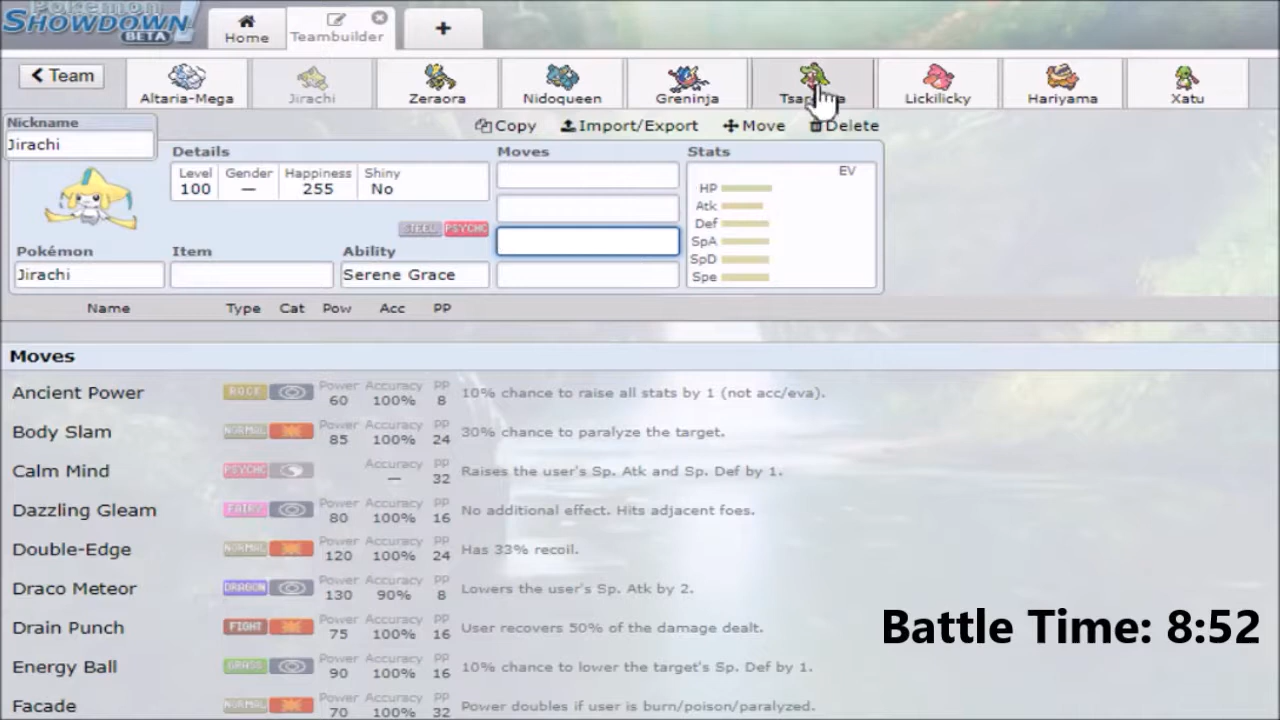 Pokémon
SHOWDOWN!
BETA
Home
Teambuilder
+
Team
Altaria-Mega
Jirachi
Zeraora
Nidoqueen
Greninja
Lickilicky
Hariyama
Xatu
Nickname
Jirachi
Copy
Import/Export
Move
Delete
Details
Level Gender Happiness Shiny
100 — 255 No
STEEL PSYCHC
Pokémon Item Ability
Jirachi Serene Grace
Moves
Stats
EV
HP
Atk
Def
SpA
SpD
Spe
Name Type Cat Pow Acc PP
Moves
Ancient Power ROCK Power 60 Accuracy 100% PP 8 10% chance to raise all stats by 1 (not acc/eva).
Body Slam NORMAL Power 85 Accuracy 100% PP 24 30% chance to paralyze the target.
Calm Mind PSYCHC Accuracy — PP 32 Raises the user's Sp. Atk and Sp. Def by 1.
Dazzling Gleam FAIRY Power 80 Accuracy 100% PP 16 No additional effect. Hits adjacent foes.
Double-Edge NORMAL Power 120 Accuracy 100% PP 24 Has 33% recoil.
Draco Meteor DRAGON Power 130 Accuracy 90% PP 8 Lowers the user's Sp. Atk by 2.
Drain Punch FIGHT Power 75 Accuracy 100% PP 16 User recovers 50% of the damage dealt.
Energy Ball GRASS Power 90 Accuracy 100% PP 16 10% chance to lower the target's Sp. Def by 1.
Facade NORMAL Power 70 Accuracy 100% PP 32 Power doubles if user is burn/poison/paralyzed.
Battle Time: 8:52